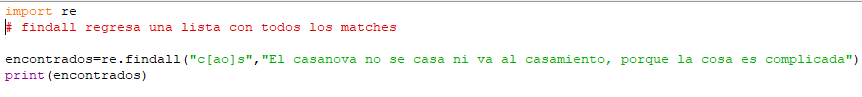 import re
# findall regresa una lista con todos los matches
encontrados=re.findall("c[ao]s","El casanova no se casa ni va al casamiento, porque la cosa es complicada")
print(encontrados)